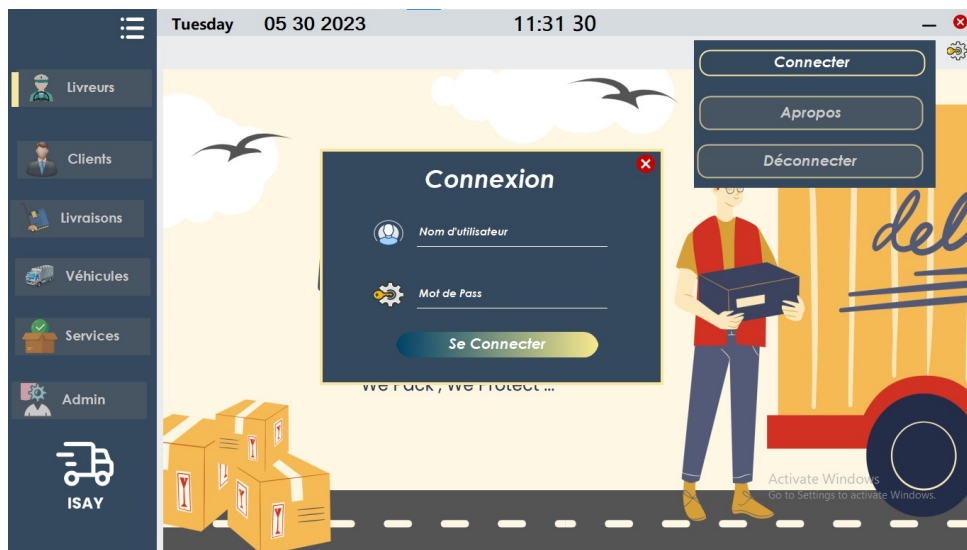 Tuesday 05 30 2023 11:31 30
Connecter
Apropos
Déconnecter
Livreurs
Clients
Livraisons
Véhicules
Services
Admin
ISAY
Connexion
Nom d'utilisateur
Mot de Pass
Se Connecter
We Pack , We Protect ...
del
Activate Windows
Go to Settings to activate Windows.